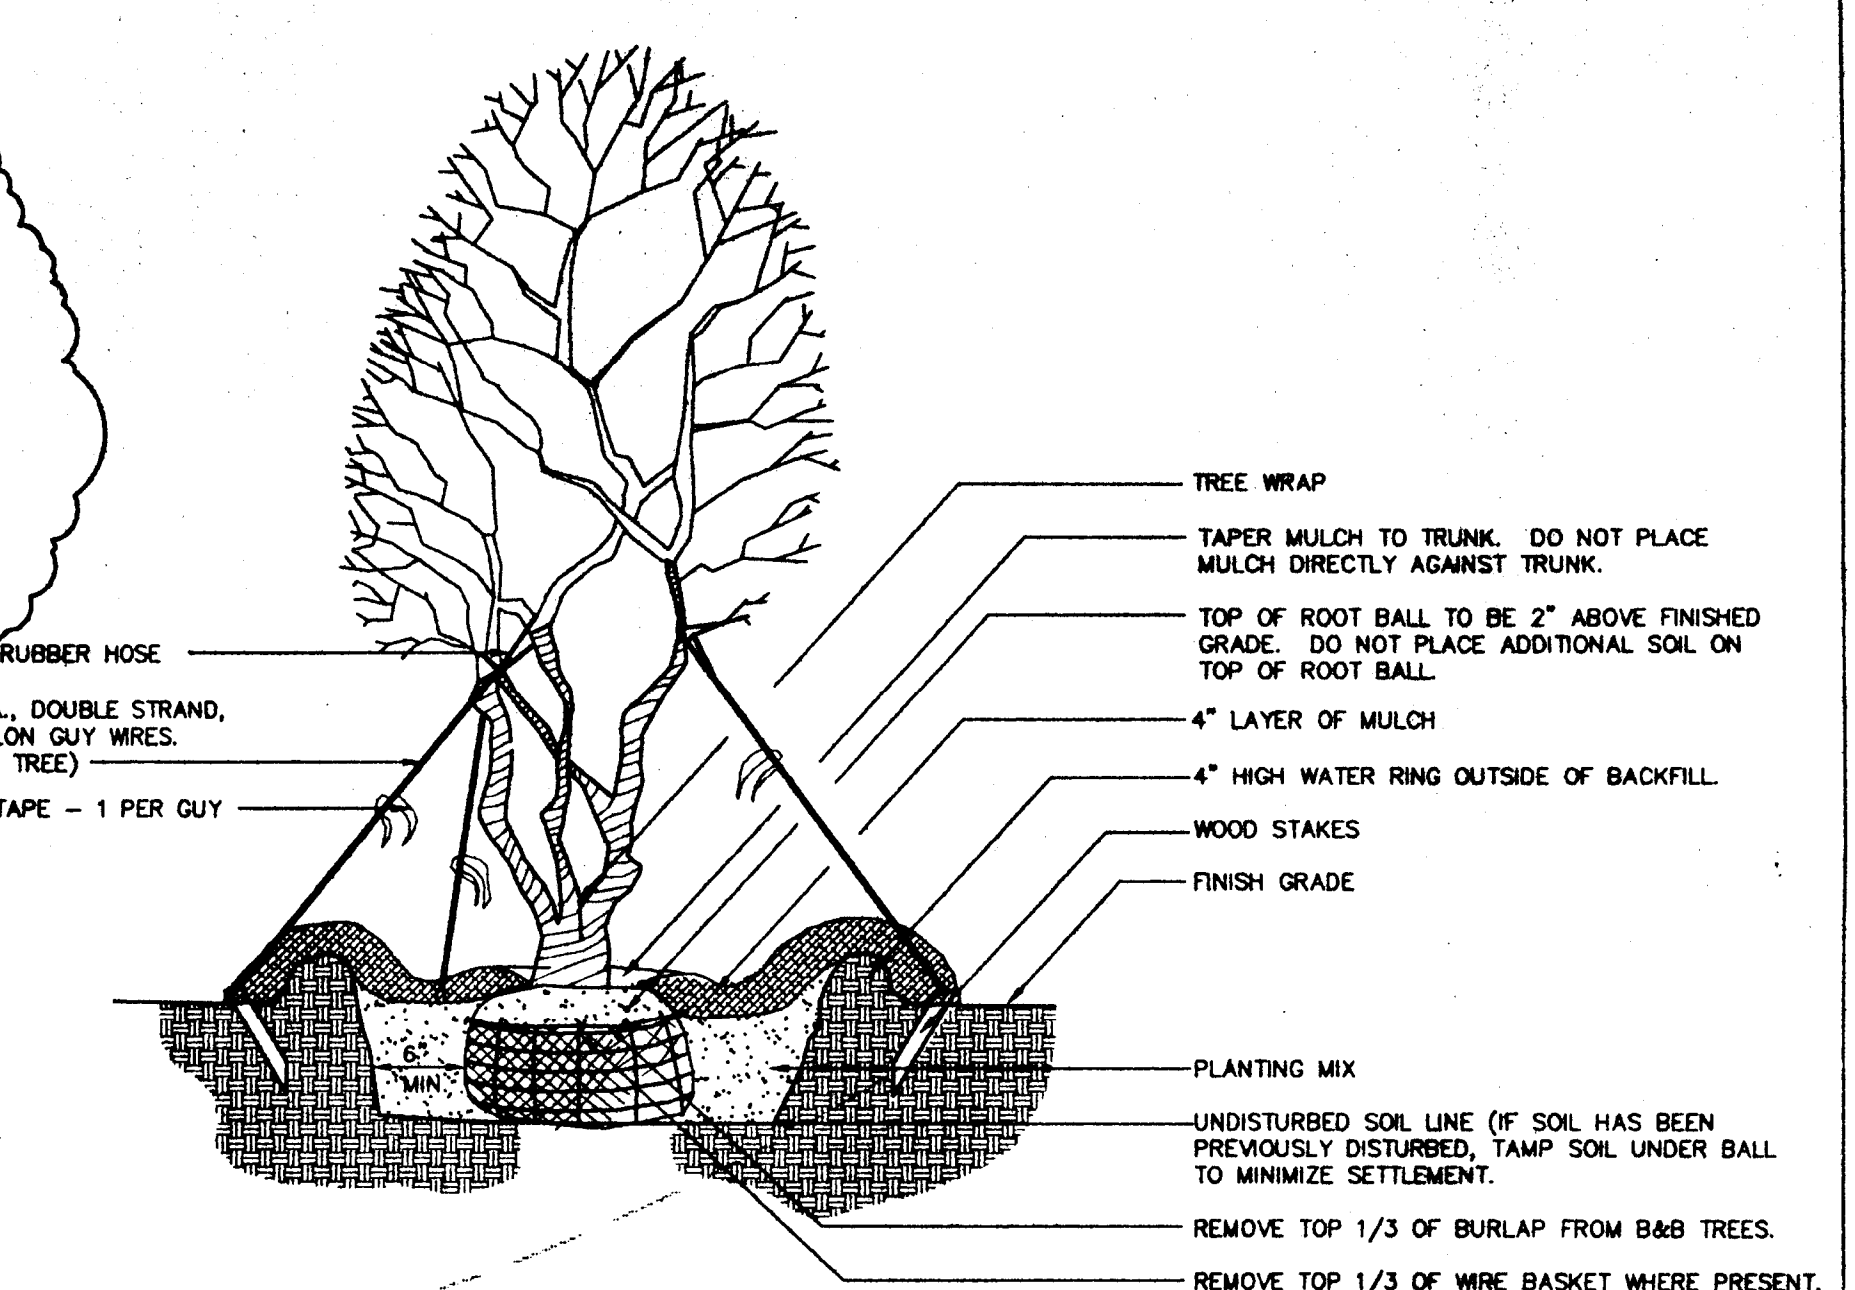 TREE WRAP
TAPER MULCH TO TRUNK. DO NOT PLACE
MULCH DIRECTLY AGAINST TRUNK.
TOP OF ROOT BALL TO BE 2" ABOVE FINISHED
GRADE. DO NOT PLACE ADDITIONAL SOIL ON
TOP OF ROOT BALL
4" LAYER OF MULCH
4" HIGH WATER RING OUTSIDE OF BACKFILL.
WOOD STAKES
FINISH GRADE
PLANTING MIX
UNDISTURBED SOIL LINE (IF SOIL HAS BEEN
PREVIOUSLY DISTURBED, TAMP SOIL UNDER BALL
TO MINIMIZE SETTLEMENT.
REMOVE TOP 1/3 OF BURLAP FROM B&B TREES.
REMOVE TOP 1/3 OF WIRE BASKET WHERE PRESENT.
RUBBER HOSE
., DOUBLE STRAND,
LON GUY WIRES.
TREE)
TAPE – 1 PER GUY
6"
MIN.